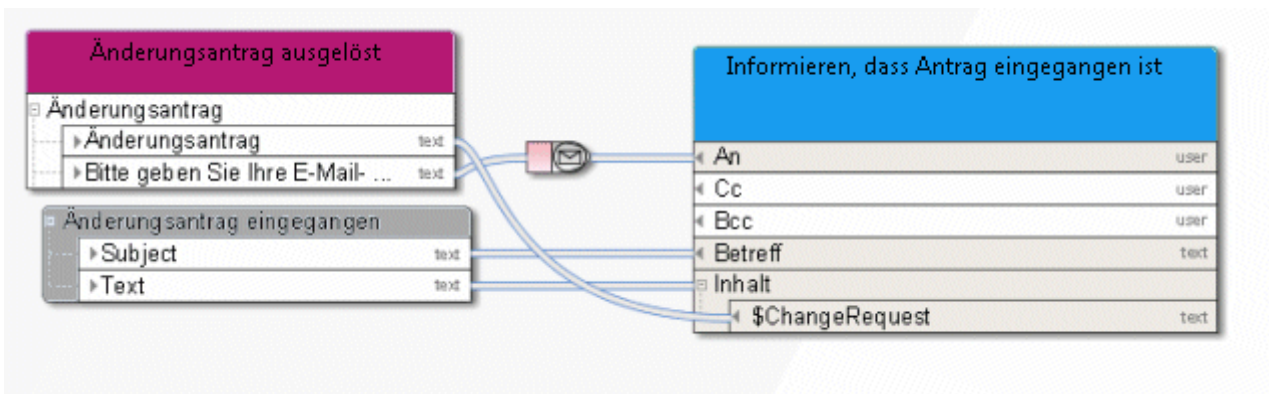 Änderungsantrag ausgelöst
Änderungsantrag
Änderungsantrag text
Bitte geben Sie Ihre E-Mail- ... text
Änderungsantrag eingegangen
Subject text
Text text
Informieren, dass Antrag eingegangen ist
An user
Cc user
Bcc user
Betreff text
Inhalt
$ChangeRequest text